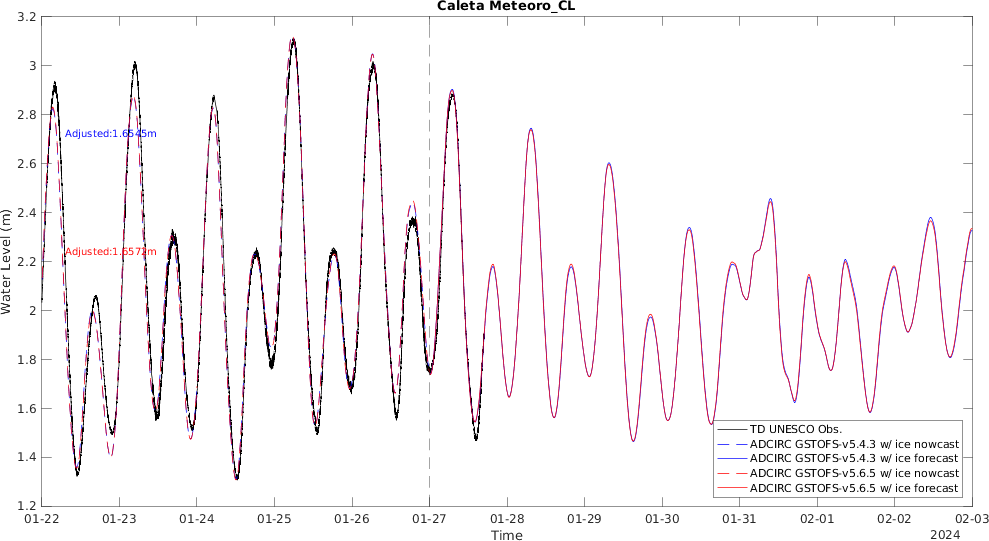 Caleta Meteoro_CL
3.2
3
2.8
2.6
2.4
2.2
2
1.8
1.6
1.4
1.2
Water Level (m)
Adjusted:1.6545m
Adjusted:1.6572m
TD UNESCO Obs.
ADCIRC GSTOFS-v5.4.3 w/ ice nowcast
ADCIRC GSTOFS-v5.4.3 w/ ice forecast
ADCIRC GSTOFS-v5.6.5 w/ ice nowcast
ADCIRC GSTOFS-v5.6.5 w/ ice forecast
01-22 01-23 01-24 01-25 01-26 01-27 01-28 01-29 01-30 01-31 02-01 02-02 02-03
Time
2024